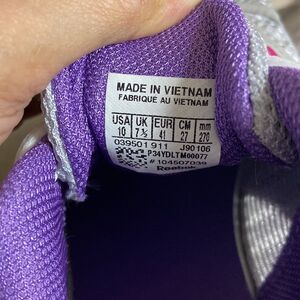 MADE IN VIETNAM
FABRIQUE AU VIETNAM
USA UK EUR CM mm
10 7½ 41 27 270
039501 911 J90106
P34YDLTM00077
#104507039
Reebok